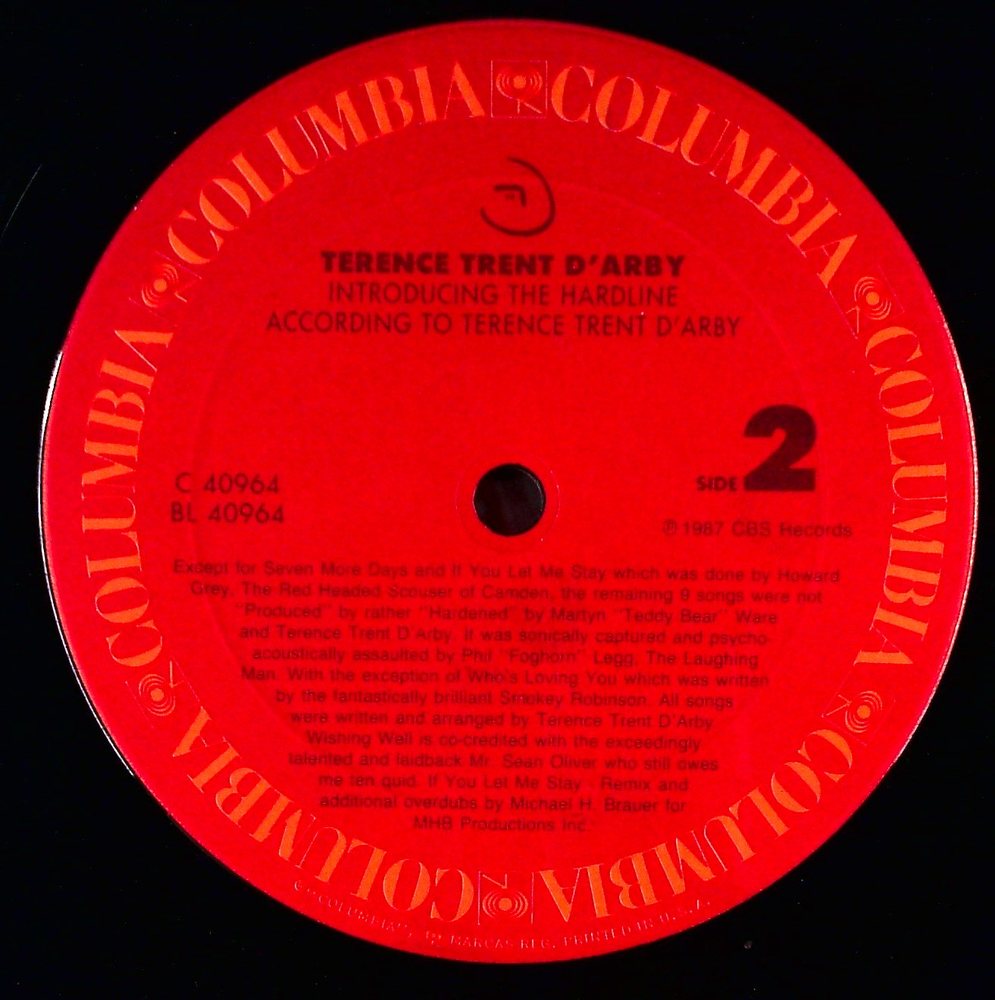 COLUMBIA COLUMBIA COLUMBIA COLUMBIA COLUMBIA COLUMBIA COLUMBIA COLUMBIA
TERENCE TRENT D'ARBY
INTRODUCING THE HARDLINE
ACCORDING TO TERENCE TRENT D'ARBY
SIDE 2
C 40964
BL 40964
℗ 1987 CBS Records
Except for Seven More Days and If You Let Me Stay which was done by Howard
Grey, The Red Headed Scouser of Camden, the remaining 9 songs were not
"Produced" by rather "Hardened" by Martyn "Teddy Bear" Ware
and Terence Trent D'Arby. It was sonically captured and psycho-
acoustically assaulted by Phil "Foghorn" Legg, The Laughing
Man. With the exception of Who's Loving You which was written
by the fantastically brilliant Smokey Robinson. All songs
were written and arranged by Terence Trent D'Arby
Wishing Well is co-credited with the exceedingly
talented and laidback Mr. Sean Oliver who still owes
me ten quid. If You Let Me Stay - Remix and
additional overdubs by Michael H. Brauer for
MHB Productions Inc.
MARCAS REG. PRINTED IN U.S.A.